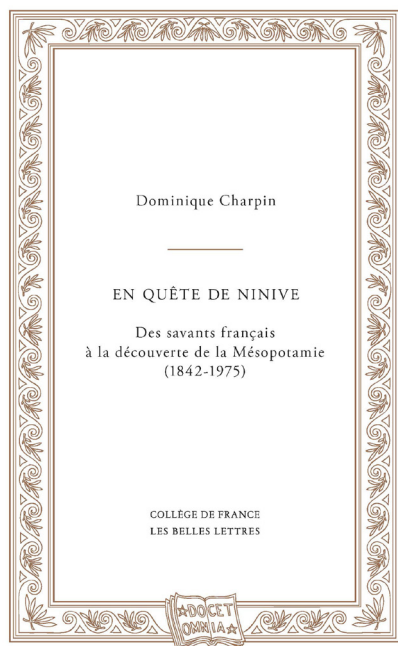 Dominique Charpin
EN QUÊTE DE NINIVE
Des savants français
à la découverte de la Mésopotamie
(1842-1975)
COLLÈGE DE FRANCE
LES BELLES LETTRES
DOCET
OMNIA